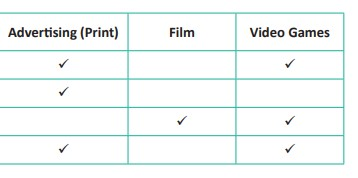 Advertising (Print) Film Video Games
✓ ✓
✓
✓ ✓
✓ ✓